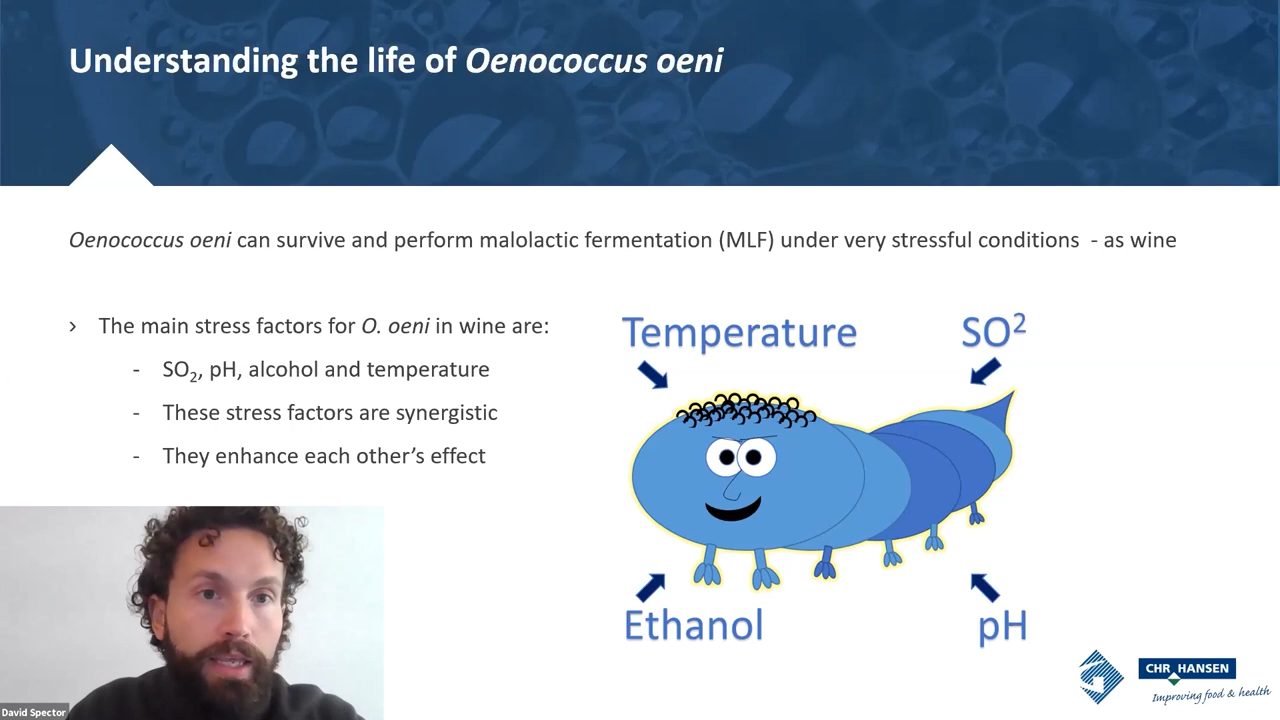 Understanding the life of Oenococcus oeni
Oenococcus oeni can survive and perform malolactic fermentation (MLF) under very stressful conditions - as wine
› The main stress factors for O. oeni in wine are:
- SO₂, pH, alcohol and temperature
- These stress factors are synergistic
- They enhance each other’s effect
Temperature
SO²
Ethanol
pH
CHR HANSEN
Improving food & health
David Spector